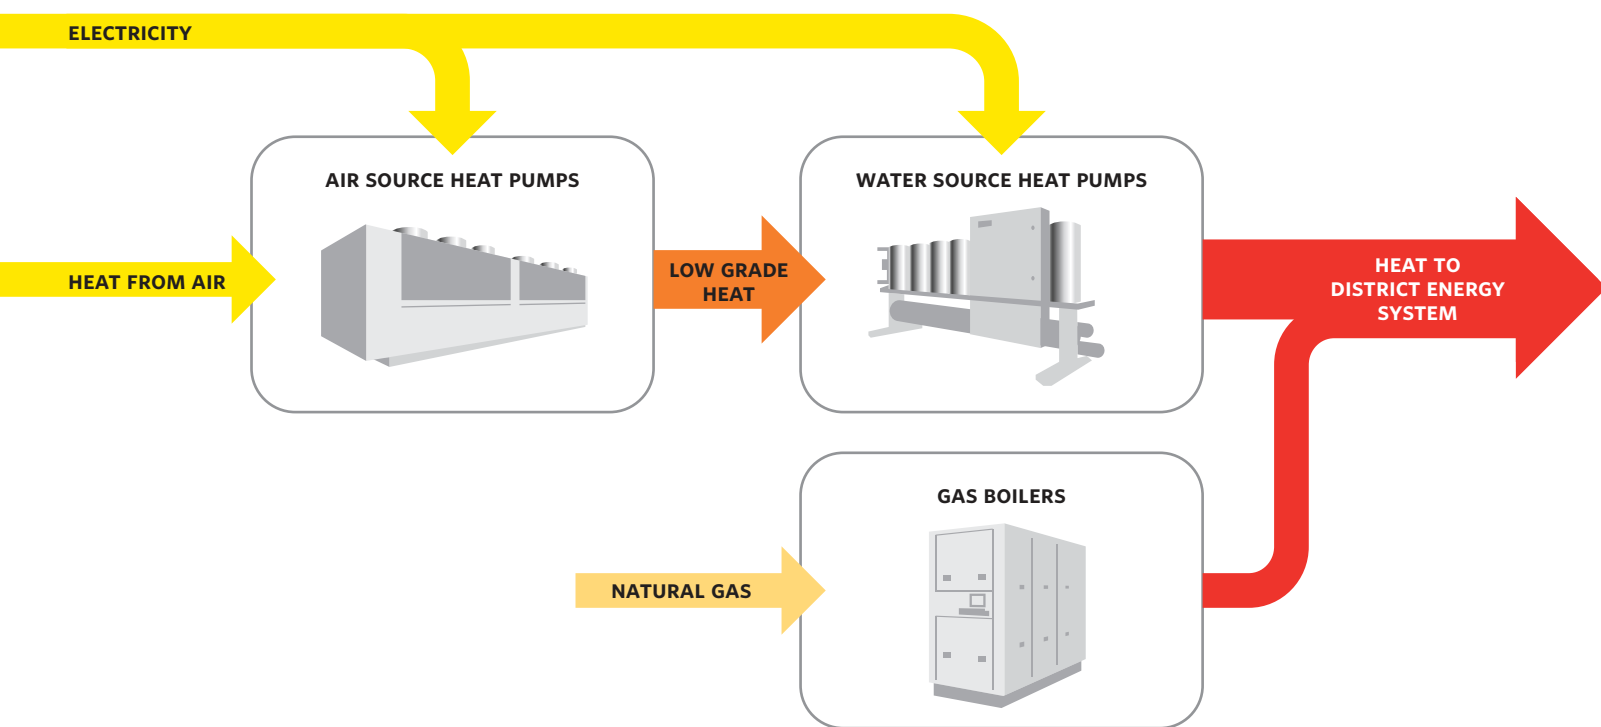 ELECTRICITY
AIR SOURCE HEAT PUMPS
WATER SOURCE HEAT PUMPS
HEAT FROM AIR
LOW GRADE
HEAT
HEAT TO
DISTRICT ENERGY
SYSTEM
GAS BOILERS
NATURAL GAS